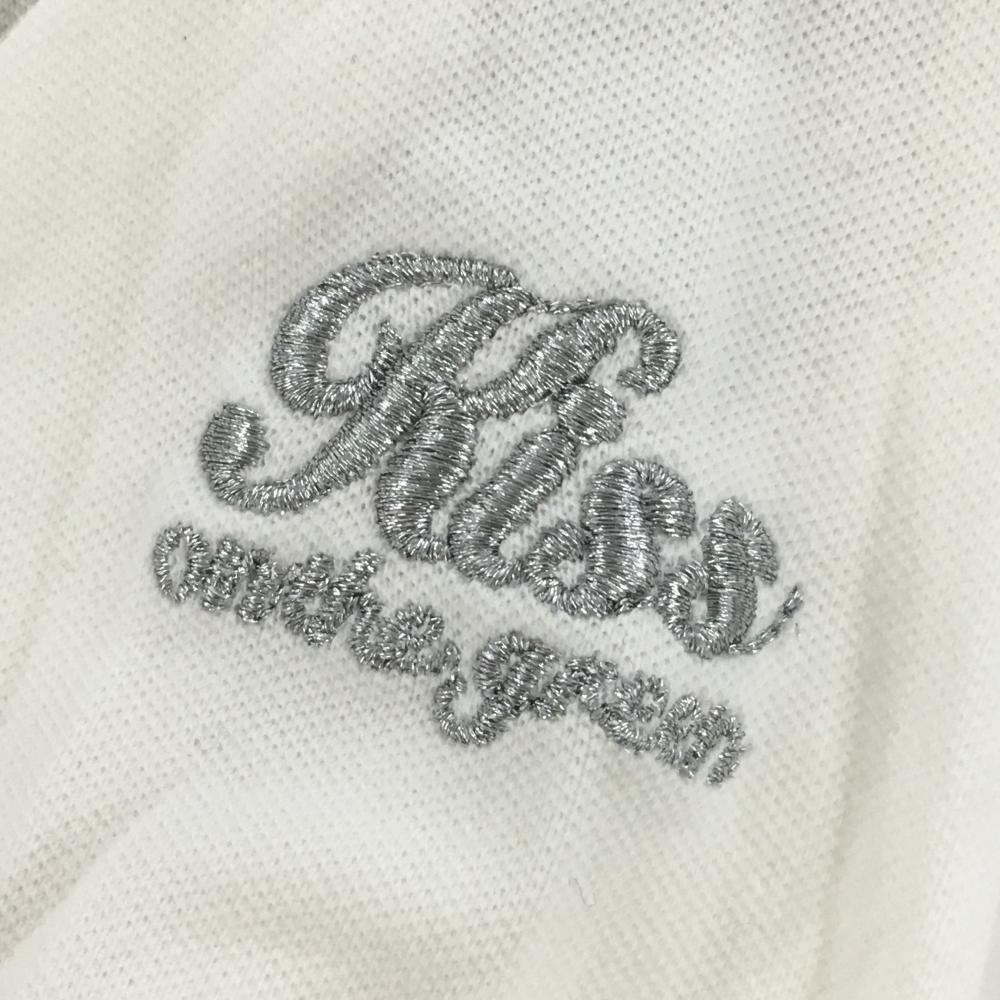 Kiss
on the green